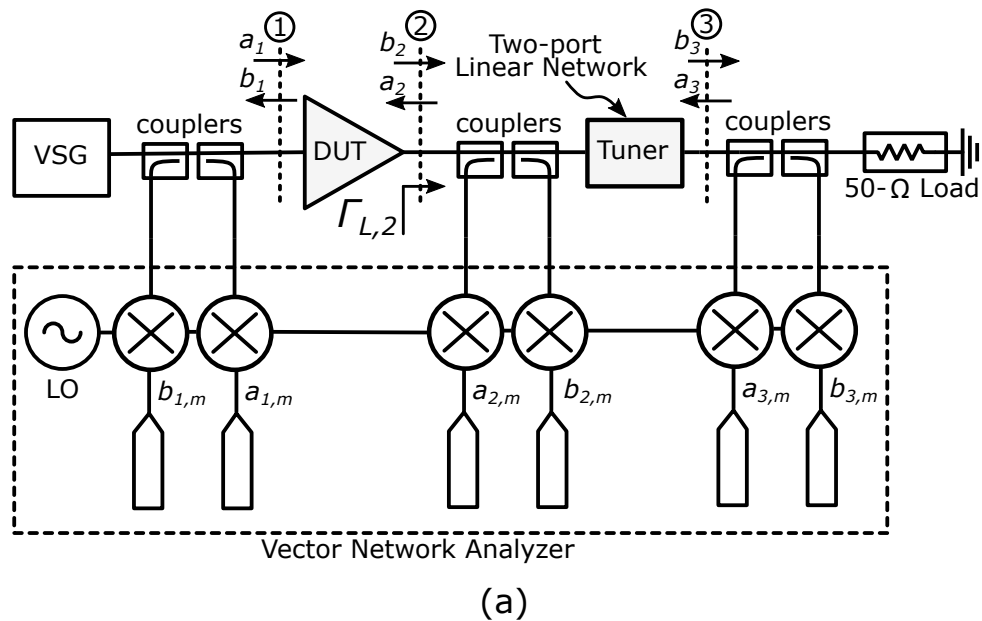 ① ② ③
a1 b2 Two-port b3
b1 a2 Linear Network a3
couplers couplers couplers
VSG DUT Tuner
ΓL,2 50-Ω Load
LO b1,m a1,m a2,m b2,m a3,m b3,m
Vector Network Analyzer
(a)